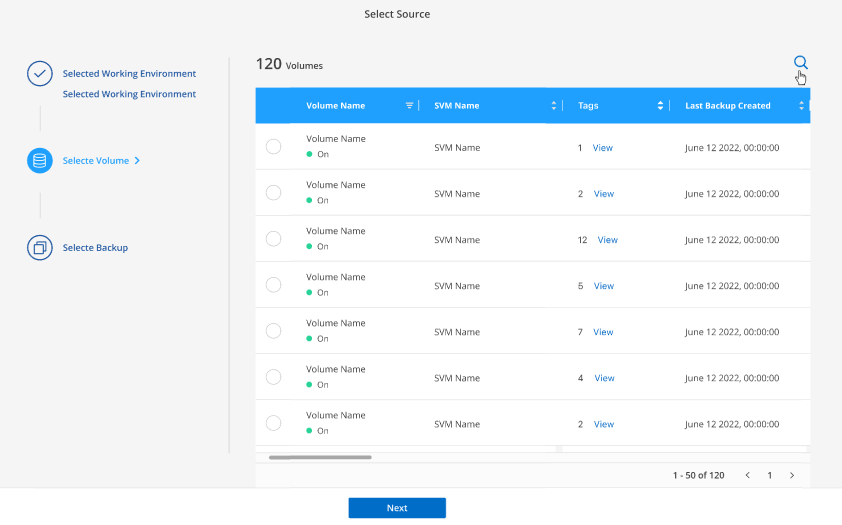 Select Source
Selected Working Environment
Selected Working Environment
Selecte Volume
Selecte Backup
120 Volumes
Volume Name SVM Name Tags Last Backup Created
Volume Name
On
SVM Name 1 View June 12 2022, 00:00:00
Volume Name
On
SVM Name 2 View June 12 2022, 00:00:00
Volume Name
On
SVM Name 12 View June 12 2022, 00:00:00
Volume Name
On
SVM Name 5 View June 12 2022, 00:00:00
Volume Name
On
SVM Name 7 View June 12 2022, 00:00:00
Volume Name
On
SVM Name 4 View June 12 2022, 00:00:00
Volume Name
On
SVM Name 2 View June 12 2022, 00:00:00
1 - 50 of 120 < 1 >
Next